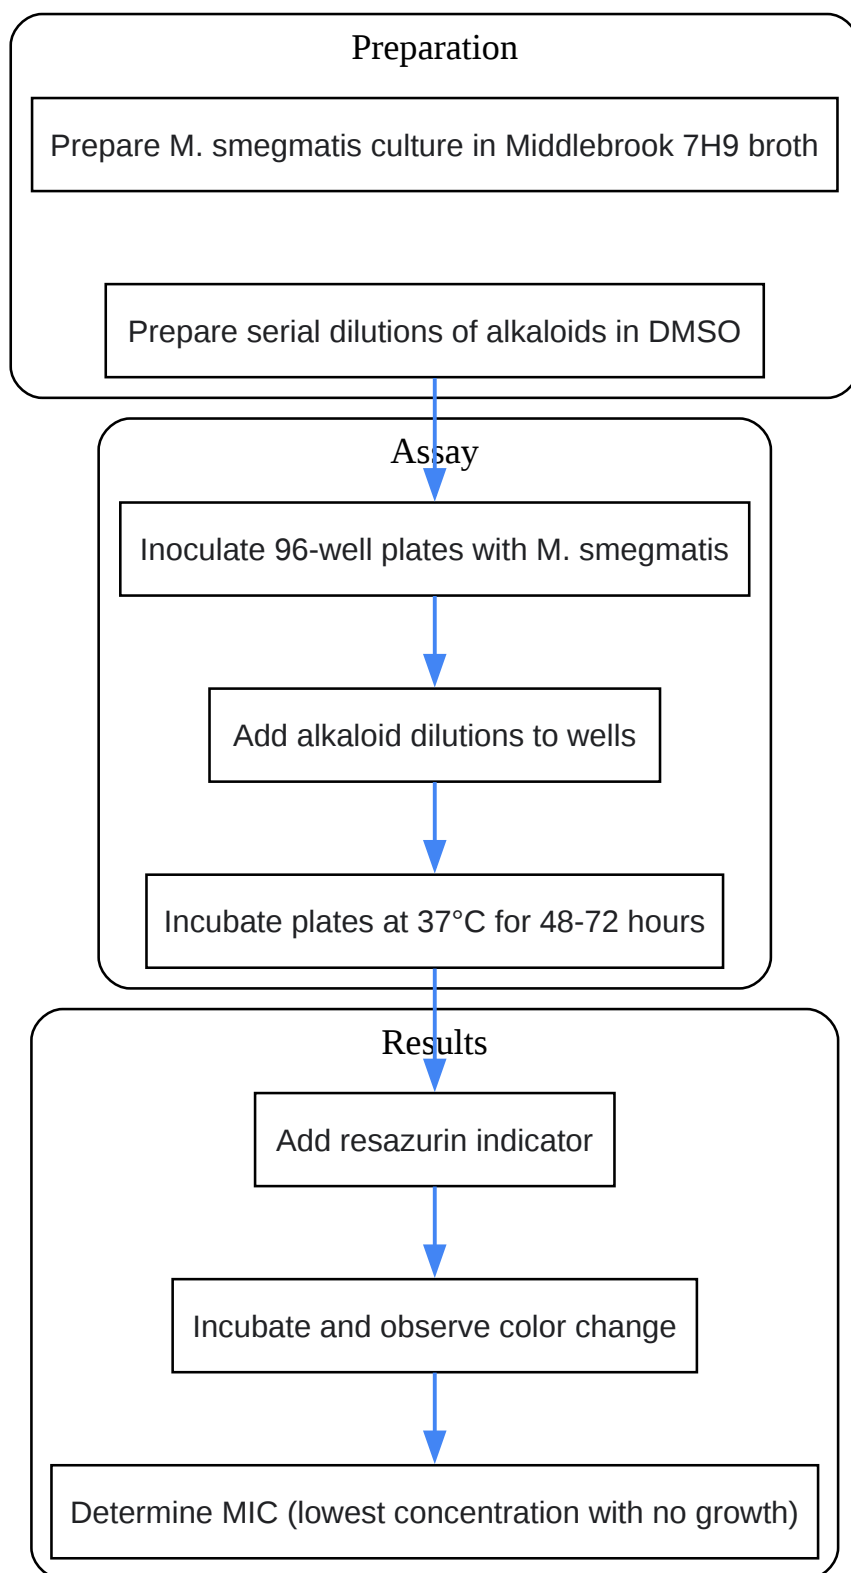 Preparation
Prepare M. smegmatis culture in Middlebrook 7H9 broth
Prepare serial dilutions of alkaloids in DMSO
Assay
Inoculate 96-well plates with M. smegmatis
Add alkaloid dilutions to wells
Incubate plates at 37°C for 48-72 hours
Results
Add resazurin indicator
Incubate and observe color change
Determine MIC (lowest concentration with no growth)